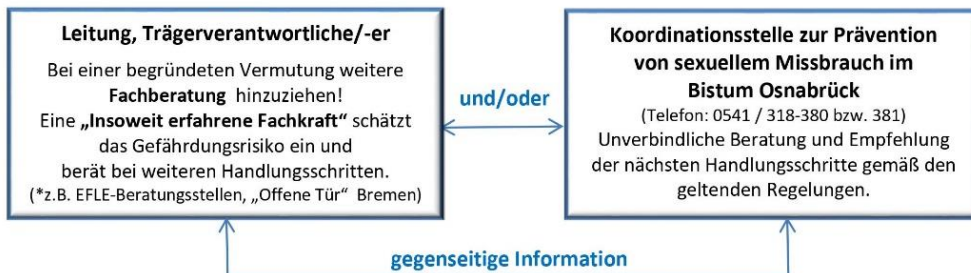 Leitung, Trägerverantwortliche/-er
Bei einer begründeten Vermutung weitere
Fachberatung hinzuziehen!
Eine „Insoweit erfahrene Fachkraft“ schätzt
das Gefährdungsrisiko ein und
berät bei weiteren Handlungsschritten.
(*z.B. EFLE-Beratungsstellen, „Offene Tür“ Bremen)
und/oder
Koordinationsstelle zur Prävention
von sexuellem Missbrauch im
Bistum Osnabrück
(Telefon: 0541 / 318-380 bzw. 381)
Unverbindliche Beratung und Empfehlung
der nächsten Handlungsschritte gemäß den
geltenden Regelungen.
gegenseitige Information